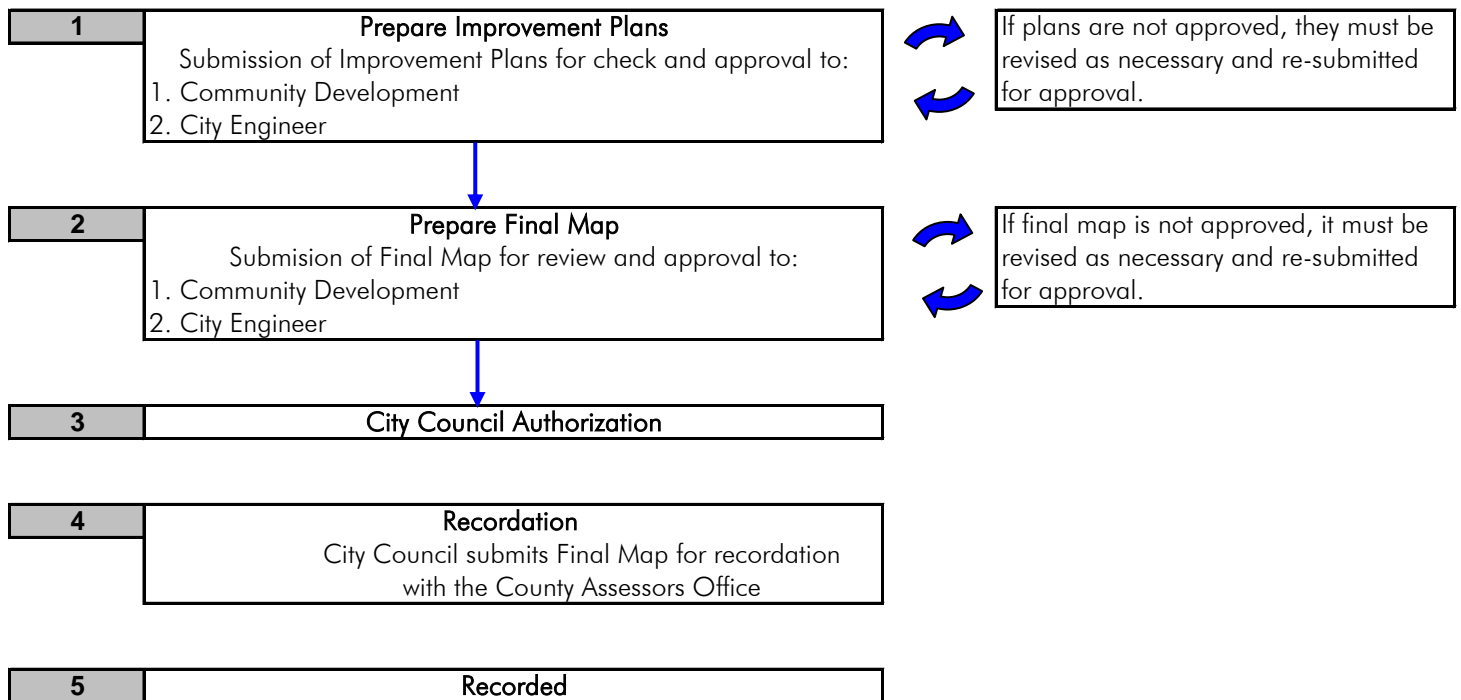 1
Prepare Improvement Plans
Submission of Improvement Plans for check and approval to:
1. Community Development
2. City Engineer
If plans are not approved, they must be
revised as necessary and re-submitted
for approval.
2
Prepare Final Map
Submision of Final Map for review and approval to:
1. Community Development
2. City Engineer
If final map is not approved, it must be
revised as necessary and re-submitted
for approval.
3
City Council Authorization
4
Recordation
City Council submits Final Map for recordation
with the County Assessors Office
5
Recorded